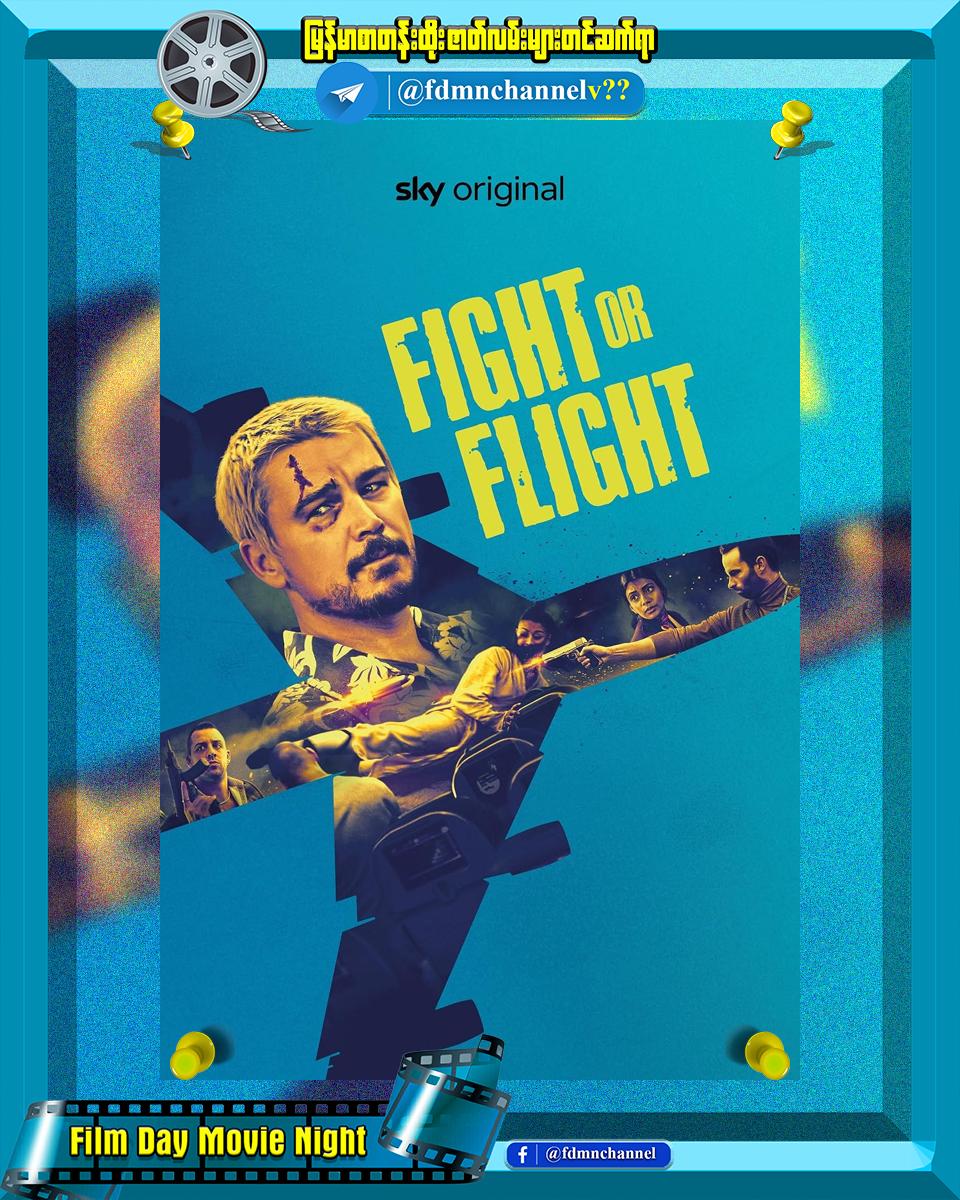 မြန်မာစာတန်းထိုးဇာတ်လမ်းများတင်ဆက်ရာ
@fdmnchannelv??
sky original
FIGHT OR
FLIGHT
Film Day Movie Night
f @fdmnchannel